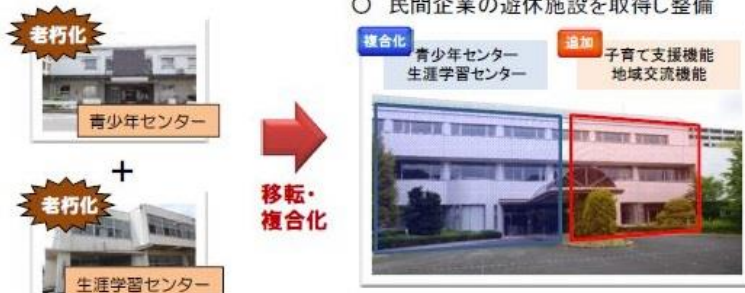 老朽化
青少年センター
+
老朽化
生涯学習センター
移転・
複合化
○ 民間企業の遊休施設を取得し整備
複合化
青少年センター
生涯学習センター
追加
子育て支援機能
地域交流機能